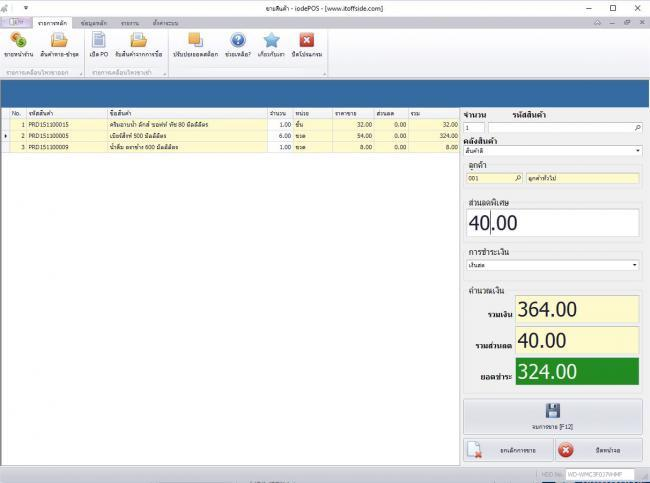 ขายสินค้า - iodePOS - [www.itoffside.com]
รายการหลัก ข้อมูลหลัก รายงาน ตั้งค่าระบบ
ขายหน้าร้าน สินค้าหาย-ชำรุด เปิด PO รับสินค้าจากการซื้อ ปรับปรุงยอดสต็อก ช่วยเหลือ? เกี่ยวกับเรา ปิดโปรแกรม
รายการเคลื่อนไหวขาออก รายการเคลื่อนไหวขาเข้า
No. รหัสสินค้า ชื่อสินค้า จำนวน หน่วย ราคาขาย ส่วนลด รวม
1 PRD151100015 ครีมอาบน้ำ ลักส์ ซอฟท์ ทัช 80 มิลลิลิตร 1.00 ชิ้น 32.00 0.00 32.00
2 PRD151100005 เบียร์สิงห์ 500 มิลลิลิตร 6.00 ขวด 54.00 0.00 324.00
3 PRD151100009 น้ำดื่ม ตราช้าง 600 มิลลิลิตร 1.00 ขวด 8.00 0.00 8.00
จำนวน รหัสสินค้า
1
คลังสินค้า
สินค้าดี
ลูกค้า
001 ลูกค้าทั่วไป
ส่วนลดพิเศษ
40.00
การชำระเงิน
เงินสด
คำนวณเงิน
รวมเงิน 364.00
รวมส่วนลด 40.00
ยอดชำระ 324.00
จบการขาย [F12]
ยกเลิกการขาย ปิดหน้าจอ
HDD No. WD-WMC3F0J7WHMF